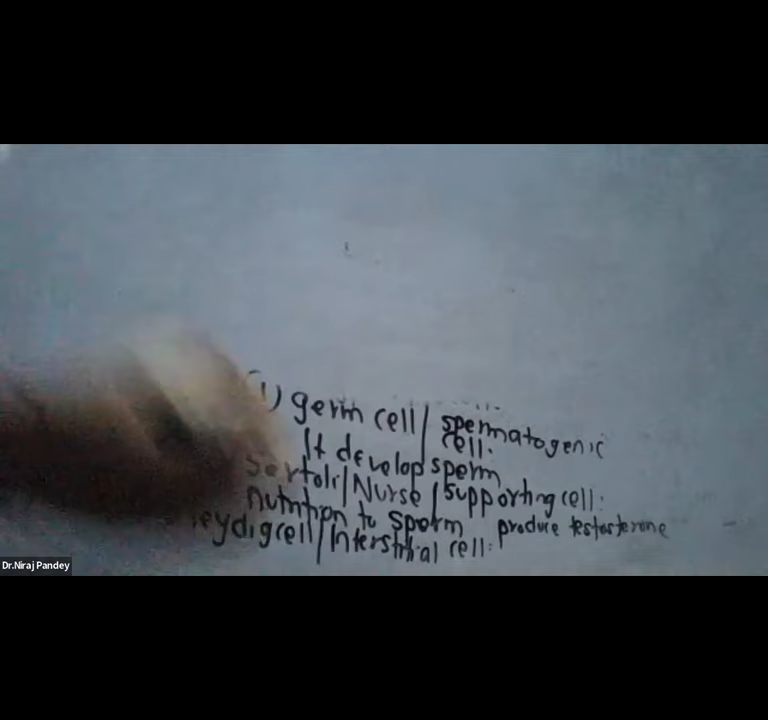 1) germ cell / spermatogenic
cell:
It develop sperm
Sertoli / Nurse / supporting cell:
nutrition to sperm
produce testosterone
leydig cell / Interstitial cell:
Dr.Niraj Pandey